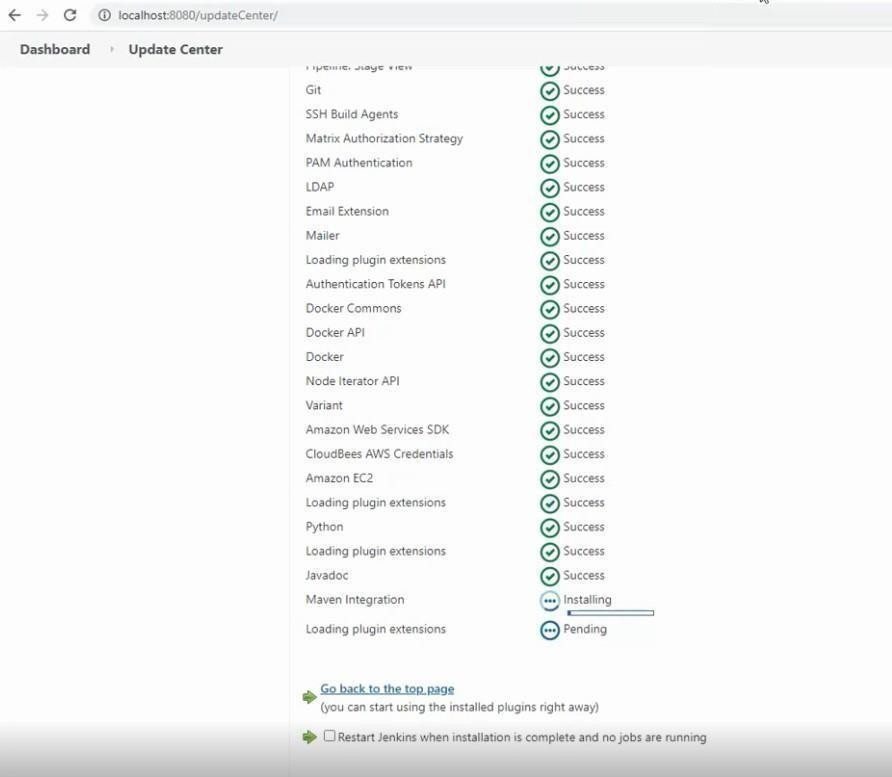 localhost:8080/updateCenter/
Dashboard › Update Center
Pipeline: Stage View Success
Git Success
SSH Build Agents Success
Matrix Authorization Strategy Success
PAM Authentication Success
LDAP Success
Email Extension Success
Mailer Success
Loading plugin extensions Success
Authentication Tokens API Success
Docker Commons Success
Docker API Success
Docker Success
Node Iterator API Success
Variant Success
Amazon Web Services SDK Success
CloudBees AWS Credentials Success
Amazon EC2 Success
Loading plugin extensions Success
Python Success
Loading plugin extensions Success
Javadoc Success
Maven Integration Installing
Loading plugin extensions Pending
Go back to the top page
(you can start using the installed plugins right away)
Restart Jenkins when installation is complete and no jobs are running